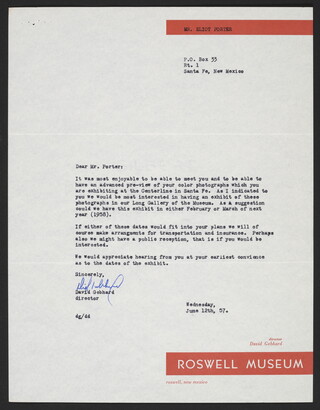 MR. ELIOT PORTER
P.O. Box 33
Rt. 1
Santa Fe, New Mexico
Dear Mr. Porter:
It was most enjoyable to be able to meet you and to be able to
have an Advanced pre-view of your color photographs which you
are exhibiting at the Centerline in Santa Fe. As I indicated to
you we would be most interested in having an exhibit of these
photographs in our Long Gallery of the Museum. As a suggestion
could we have this exhibit in either February or March of next
year (1958).
If either of these dates would fit into your plans we will of
course make arrangements for transportation and insurance. Perhaps
also we might have a public reception, that is if you would be
interested.
We would appreciate hearing from you at your earliest convience
as to the dates of the exhibit.
Sincerely,
David Gebhard
director
dg/dd
Wednesday,
June 12th, 57.
director
David Gebhard
ROSWELL MUSEUM
roswell, new mexico